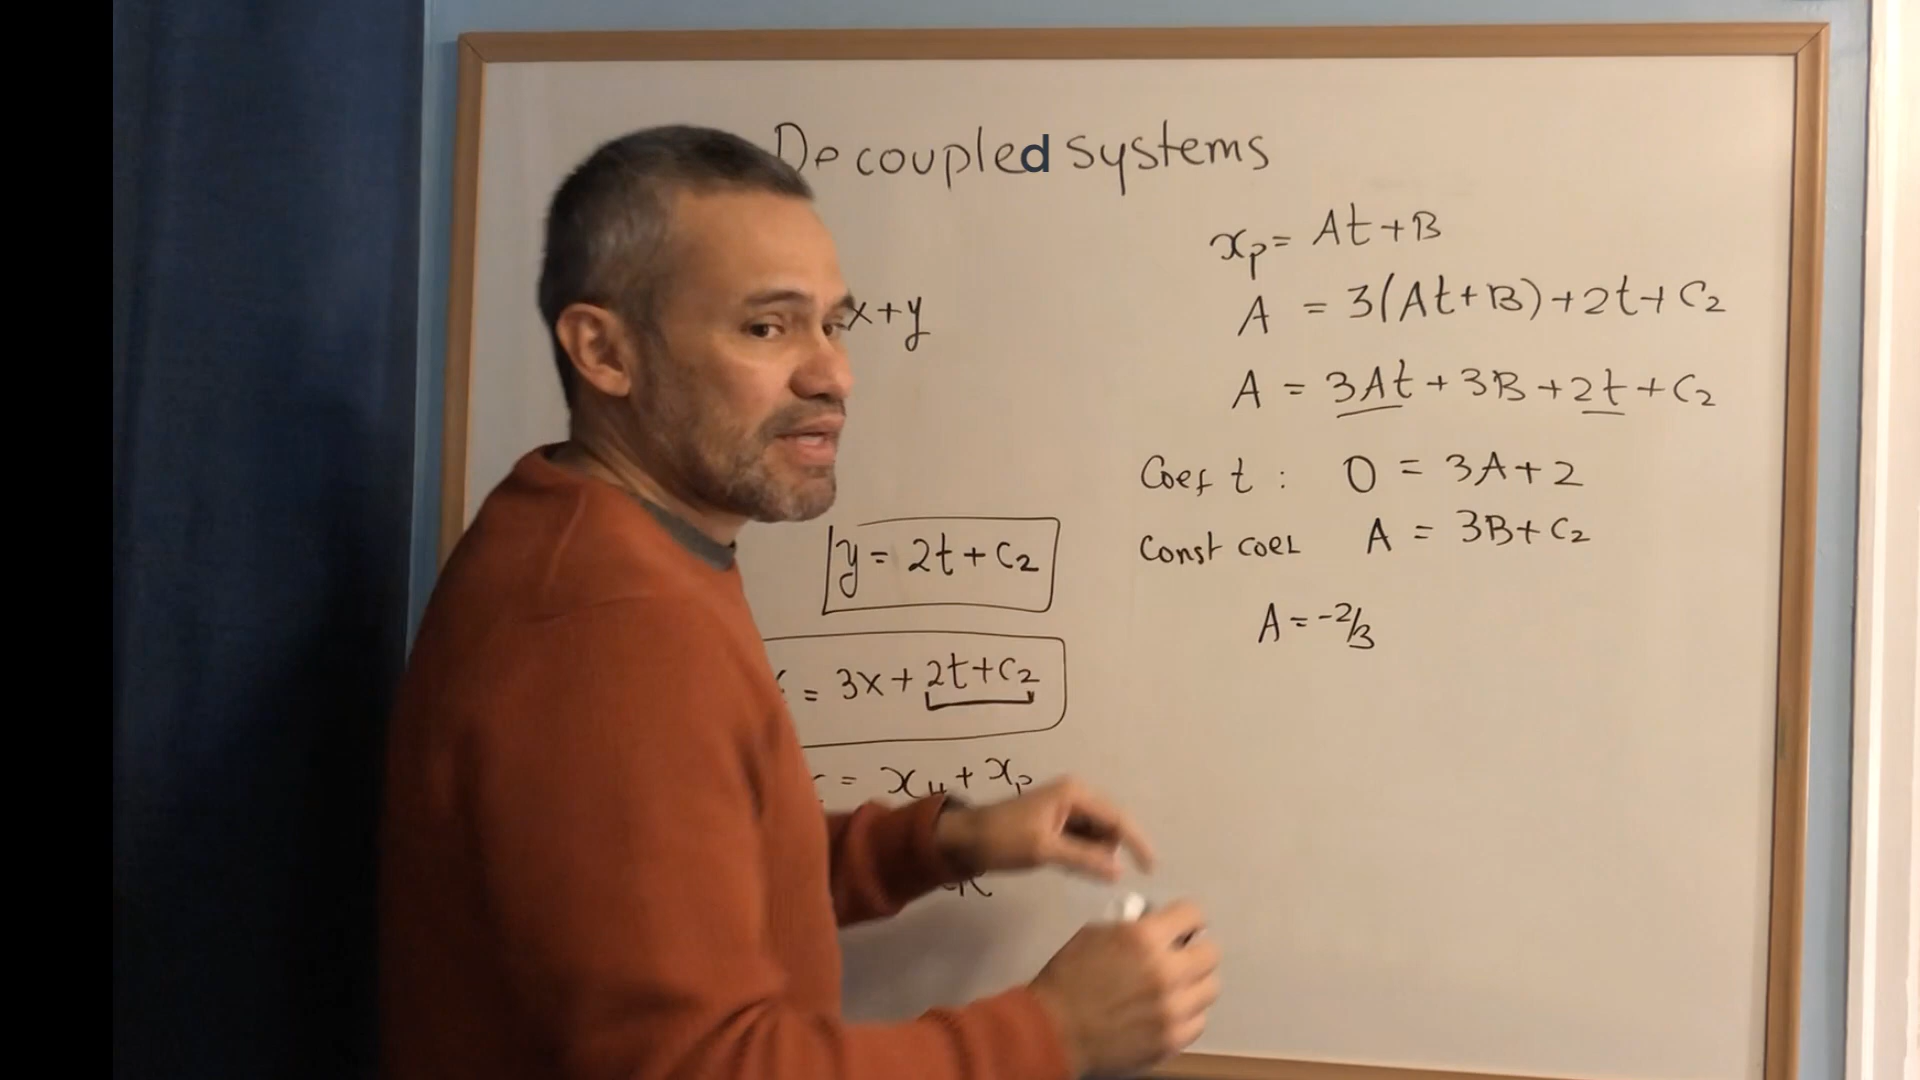 Decoupled systems
x+y
y = 2t + C₂
= 3x + 2t + C₂
= x_H + x_p
x_p = At + B
A = 3(At+B) + 2t + C₂
A = 3At + 3B + 2t + C₂
Coef t : 0 = 3A + 2
Const coef A = 3B + C₂
A = -2/3